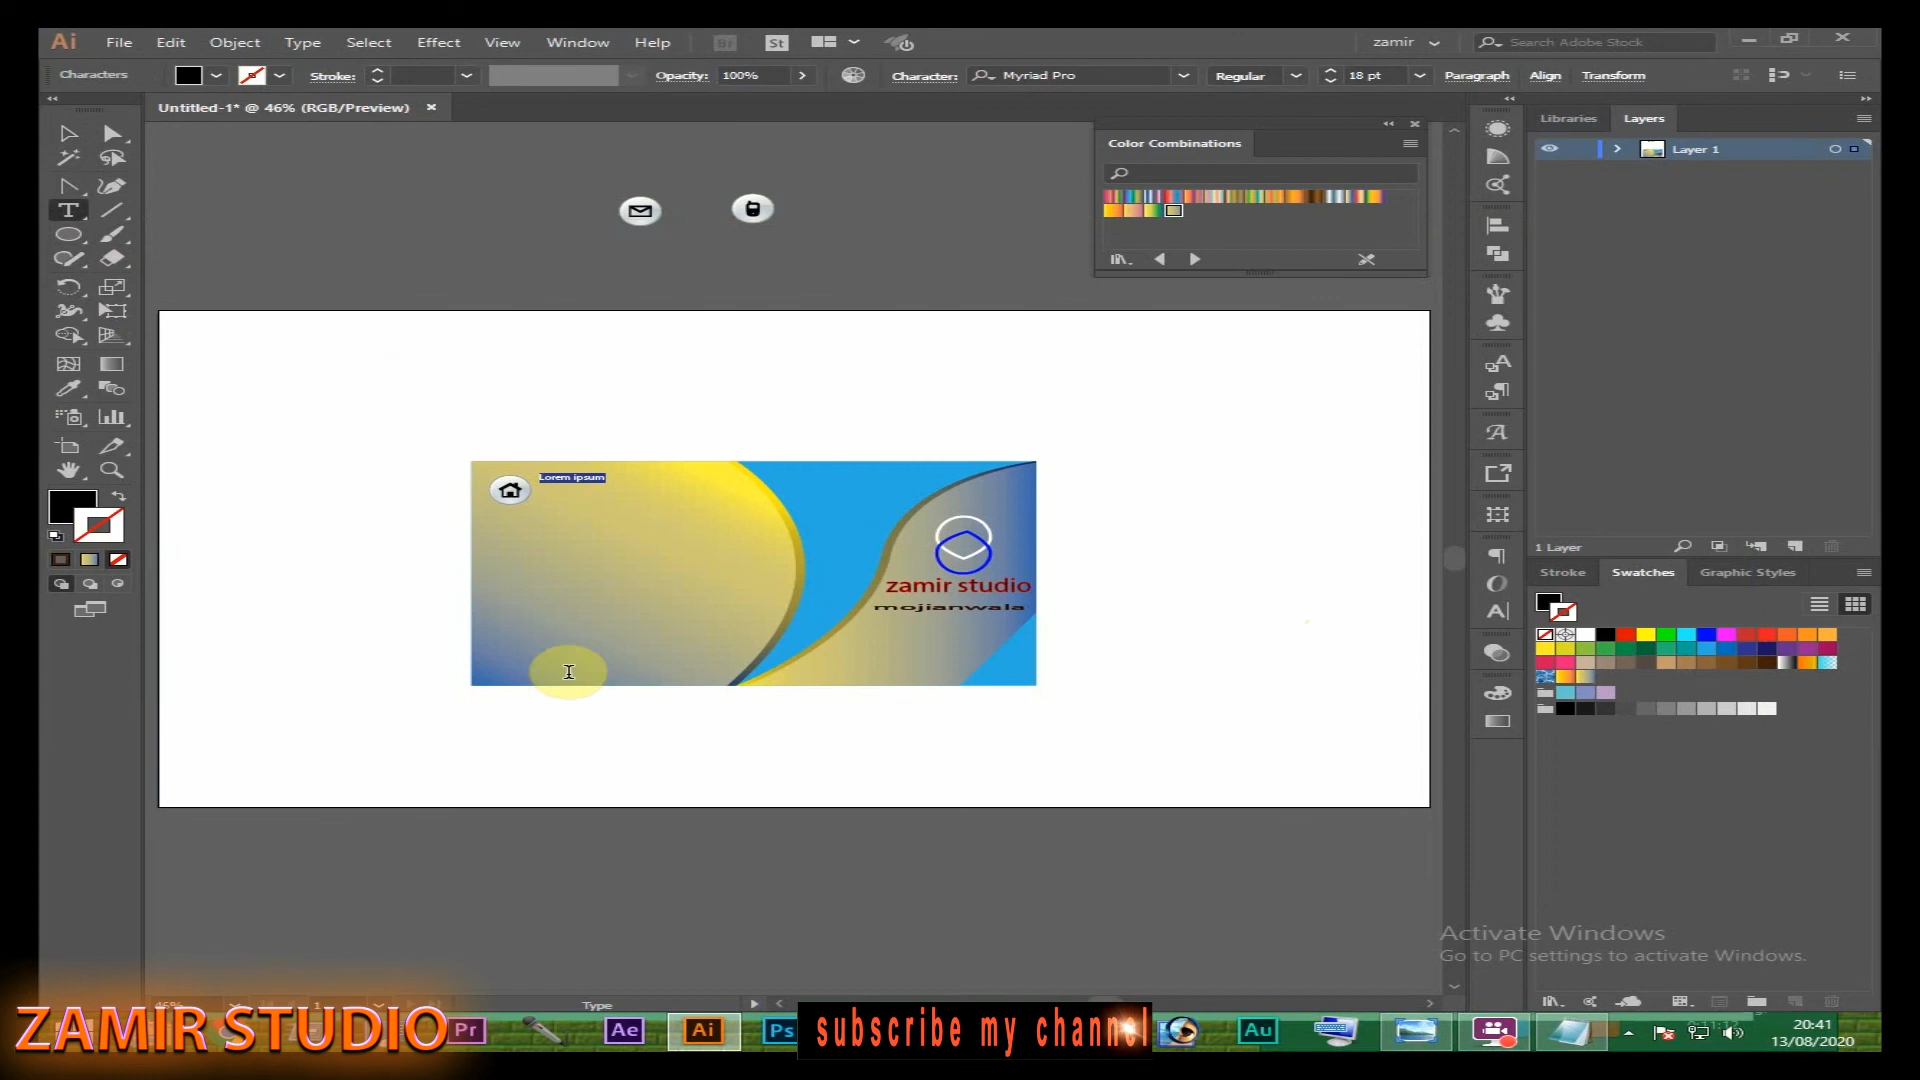 Ai File Edit Object Type Select Effect View Window Help Br St zamir Search Adobe Stock
Characters Stroke: Opacity: 100% Character: Myriad Pro Regular 18 pt Paragraph Align Transform
Untitled-1* @ 46% (RGB/Preview)
Libraries Layers
Color Combinations
Layer 1
Lorem ipsum
zamir studio
mojianwala
1 Layer
Stroke Swatches Graphic Styles
Activate Windows
Go to PC settings to activate Windows.
46% 1 Type
ZAMIR STUDIO
Pr Ae Ai Ps
subscribe my channel
Au
20:41
13/08/2020